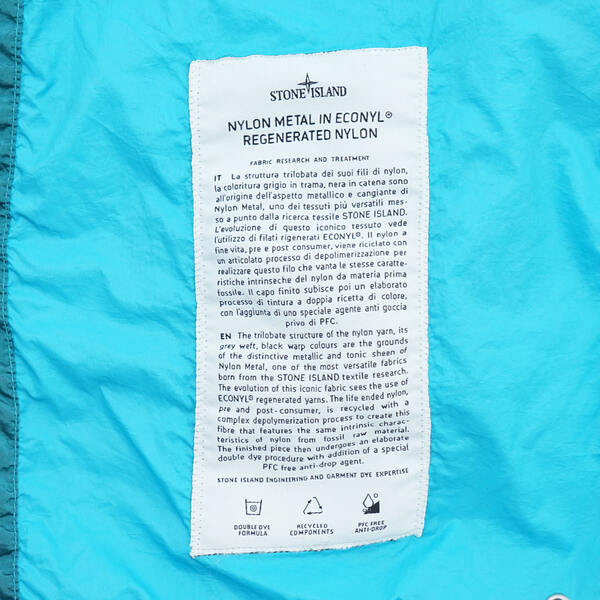 STONE ISLAND
NYLON METAL IN ECONYL®
REGENERATED NYLON
FABRIC RESEARCH AND TREATMENT
IT La struttura trilobata dei suoi fili di nylon,
la coloritura grigio in trama, nera in catena sono
all'origine dell'aspetto metallico e cangiante di
Nylon Metal, uno dei tessuti più versatili mes-
so a punto dalla ricerca tessile STONE ISLAND.
L'evoluzione di questo iconico tessuto vede
l'utilizzo di filati rigenerati ECONYL®. Il nylon a
fine vita, pre e post consumer, viene riciclato con
un articolato processo di depolimerizzazione per
realizzare questo filo che vanta le stesse caratte-
ristiche intrinseche del nylon da materia prima
fossile. Il capo finito subisce poi un elaborato
processo di tintura a doppia ricetta di colore,
con l'aggiunta di uno speciale agente anti goccia
privo di PFC.
EN The trilobate structure of the nylon yarn, its
grey weft, black warp colours are the grounds
of the distinctive metallic and tonic sheen of
Nylon Metal, one of the most versatile fabrics
born from the STONE ISLAND textile research.
The evolution of this iconic fabric sees the use of
ECONYL® regenerated yarns. The life ended nylon,
pre and post-consumer, is recycled with a
complex depolymerization process to create this
fibre that features the same intrinsic charac-
teristics of nylon from fossil raw material.
The finished piece then undergoes an elaborate
double dye procedure with addition of a special
PFC free anti-drop agent.
STONE ISLAND ENGINEERING AND GARMENT DYE EXPERTISE
DOUBLE DYE
FORMULA
RECYCLED
COMPONENTS
PFC FREE
ANTI-DROP